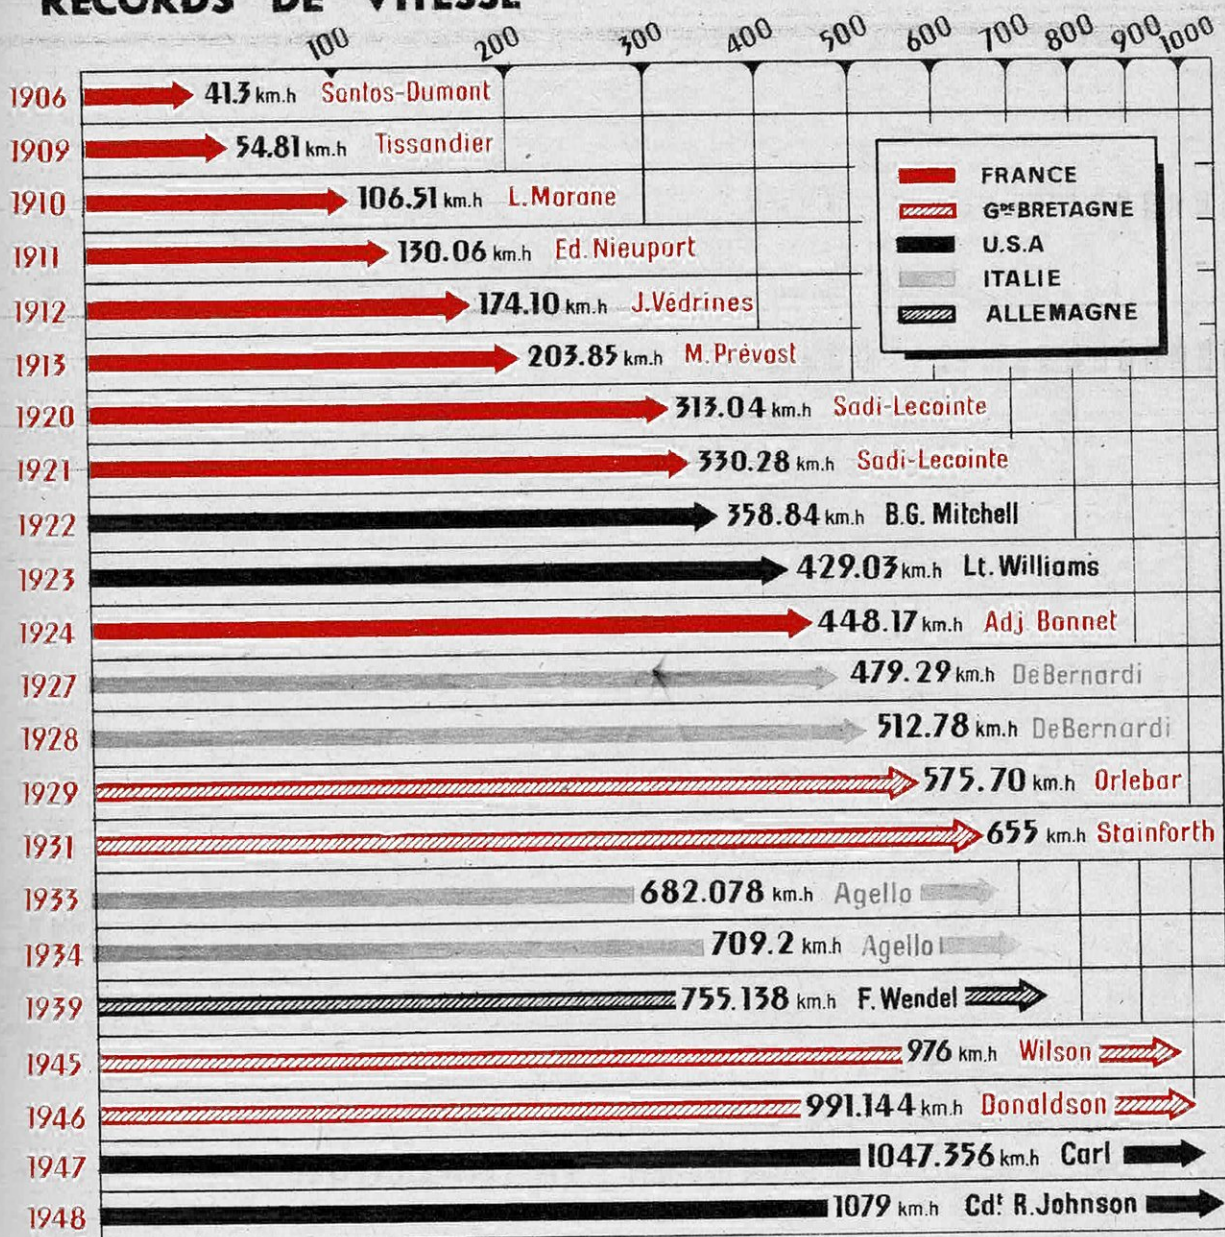 RECORDS DE VITESSE
100 200 300 400 500 600 700 800 900 1000
1906 41.3 km.h Santos-Dumont
1909 54.81 km.h Tissandier
1910 106.51 km.h L.Morane
1911 130.06 km.h Ed.Nieuport
1912 174.10 km.h J.Védrines
1913 203.85 km.h M.Prévost
1920 313.04 km.h Sadi-Lecointe
1921 330.28 km.h Sadi-Lecointe
1922 358.84 km.h B.G. Mitchell
1923 429.03 km.h Lt. Williams
1924 448.17 km.h Adj Bonnet
1927 479.29 km.h DeBernardi
1928 512.78 km.h DeBernardi
1929 575.70 km.h Orlebar
1931 655 km.h Stainforth
1933 682.078 km.h Agello
1934 709.2 km.h Agello
1939 755.138 km.h F.Wendel
1945 976 km.h Wilson
1946 991.144 km.h Donaldson
1947 1047.356 km.h Carl
1948 1079 km.h Cdt R.Johnson
FRANCE
Gde BRETAGNE
U.S.A
ITALIE
ALLEMAGNE